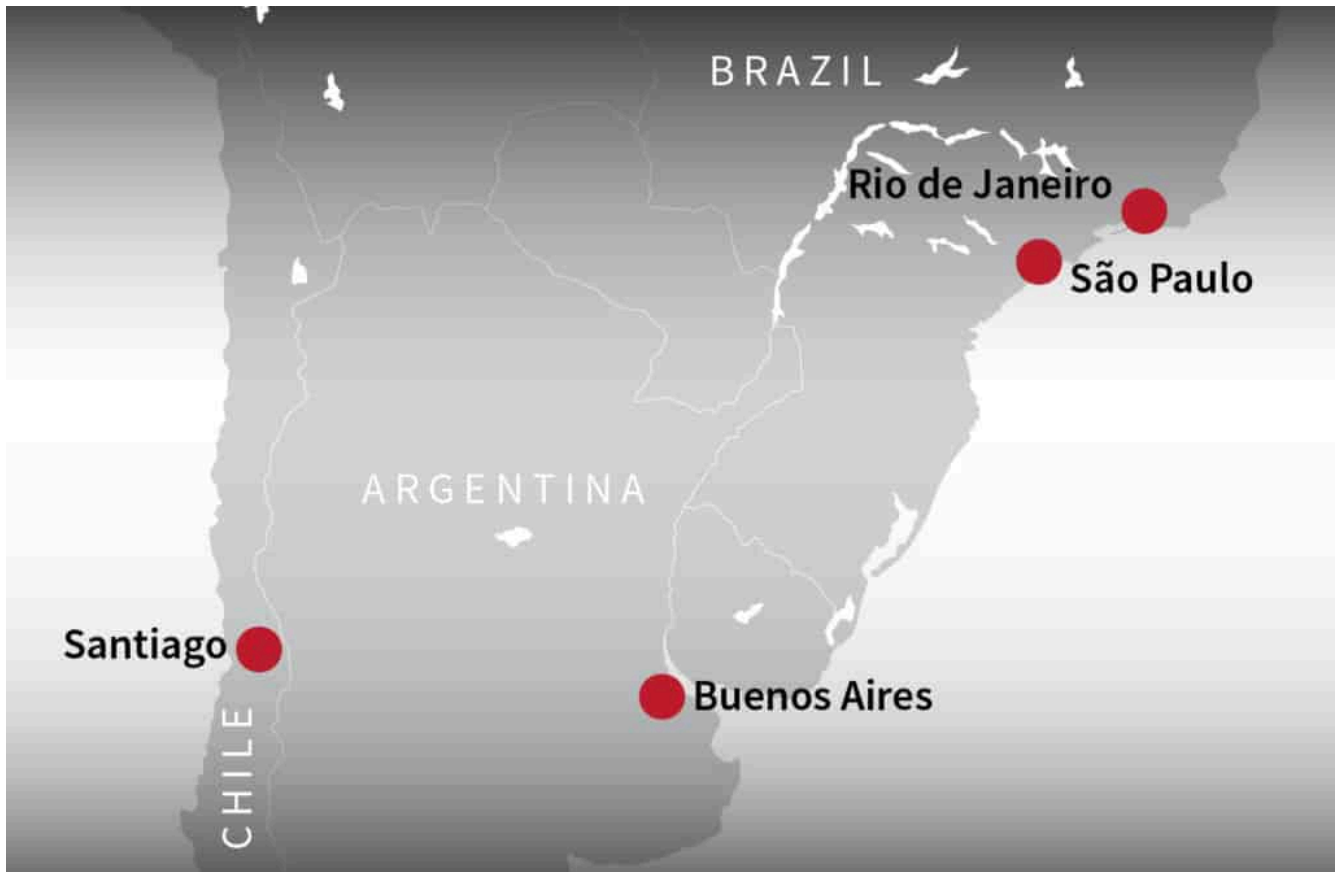 BRAZIL
Rio de Janeiro
São Paulo
ARGENTINA
Santiago
Buenos Aires
CHILE